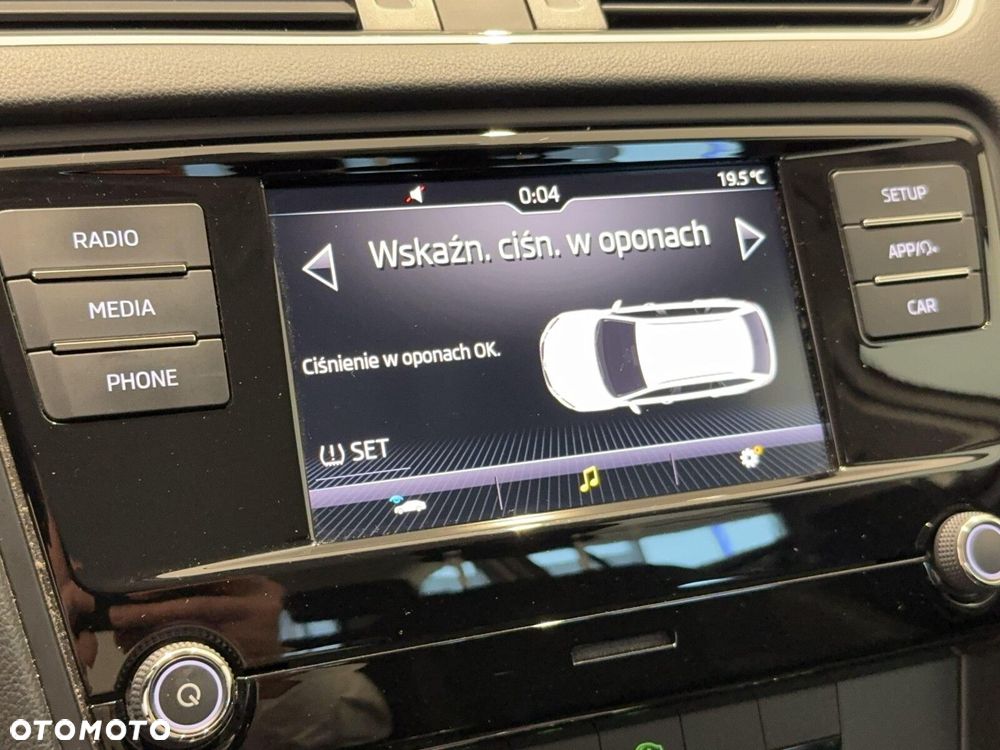 0:04
19.5°C
Wskaźn. ciśn. w oponach
Ciśnienie w oponach OK.
(!) SET
RADIO
MEDIA
PHONE
SETUP
APP/
CAR
OTOMOTO